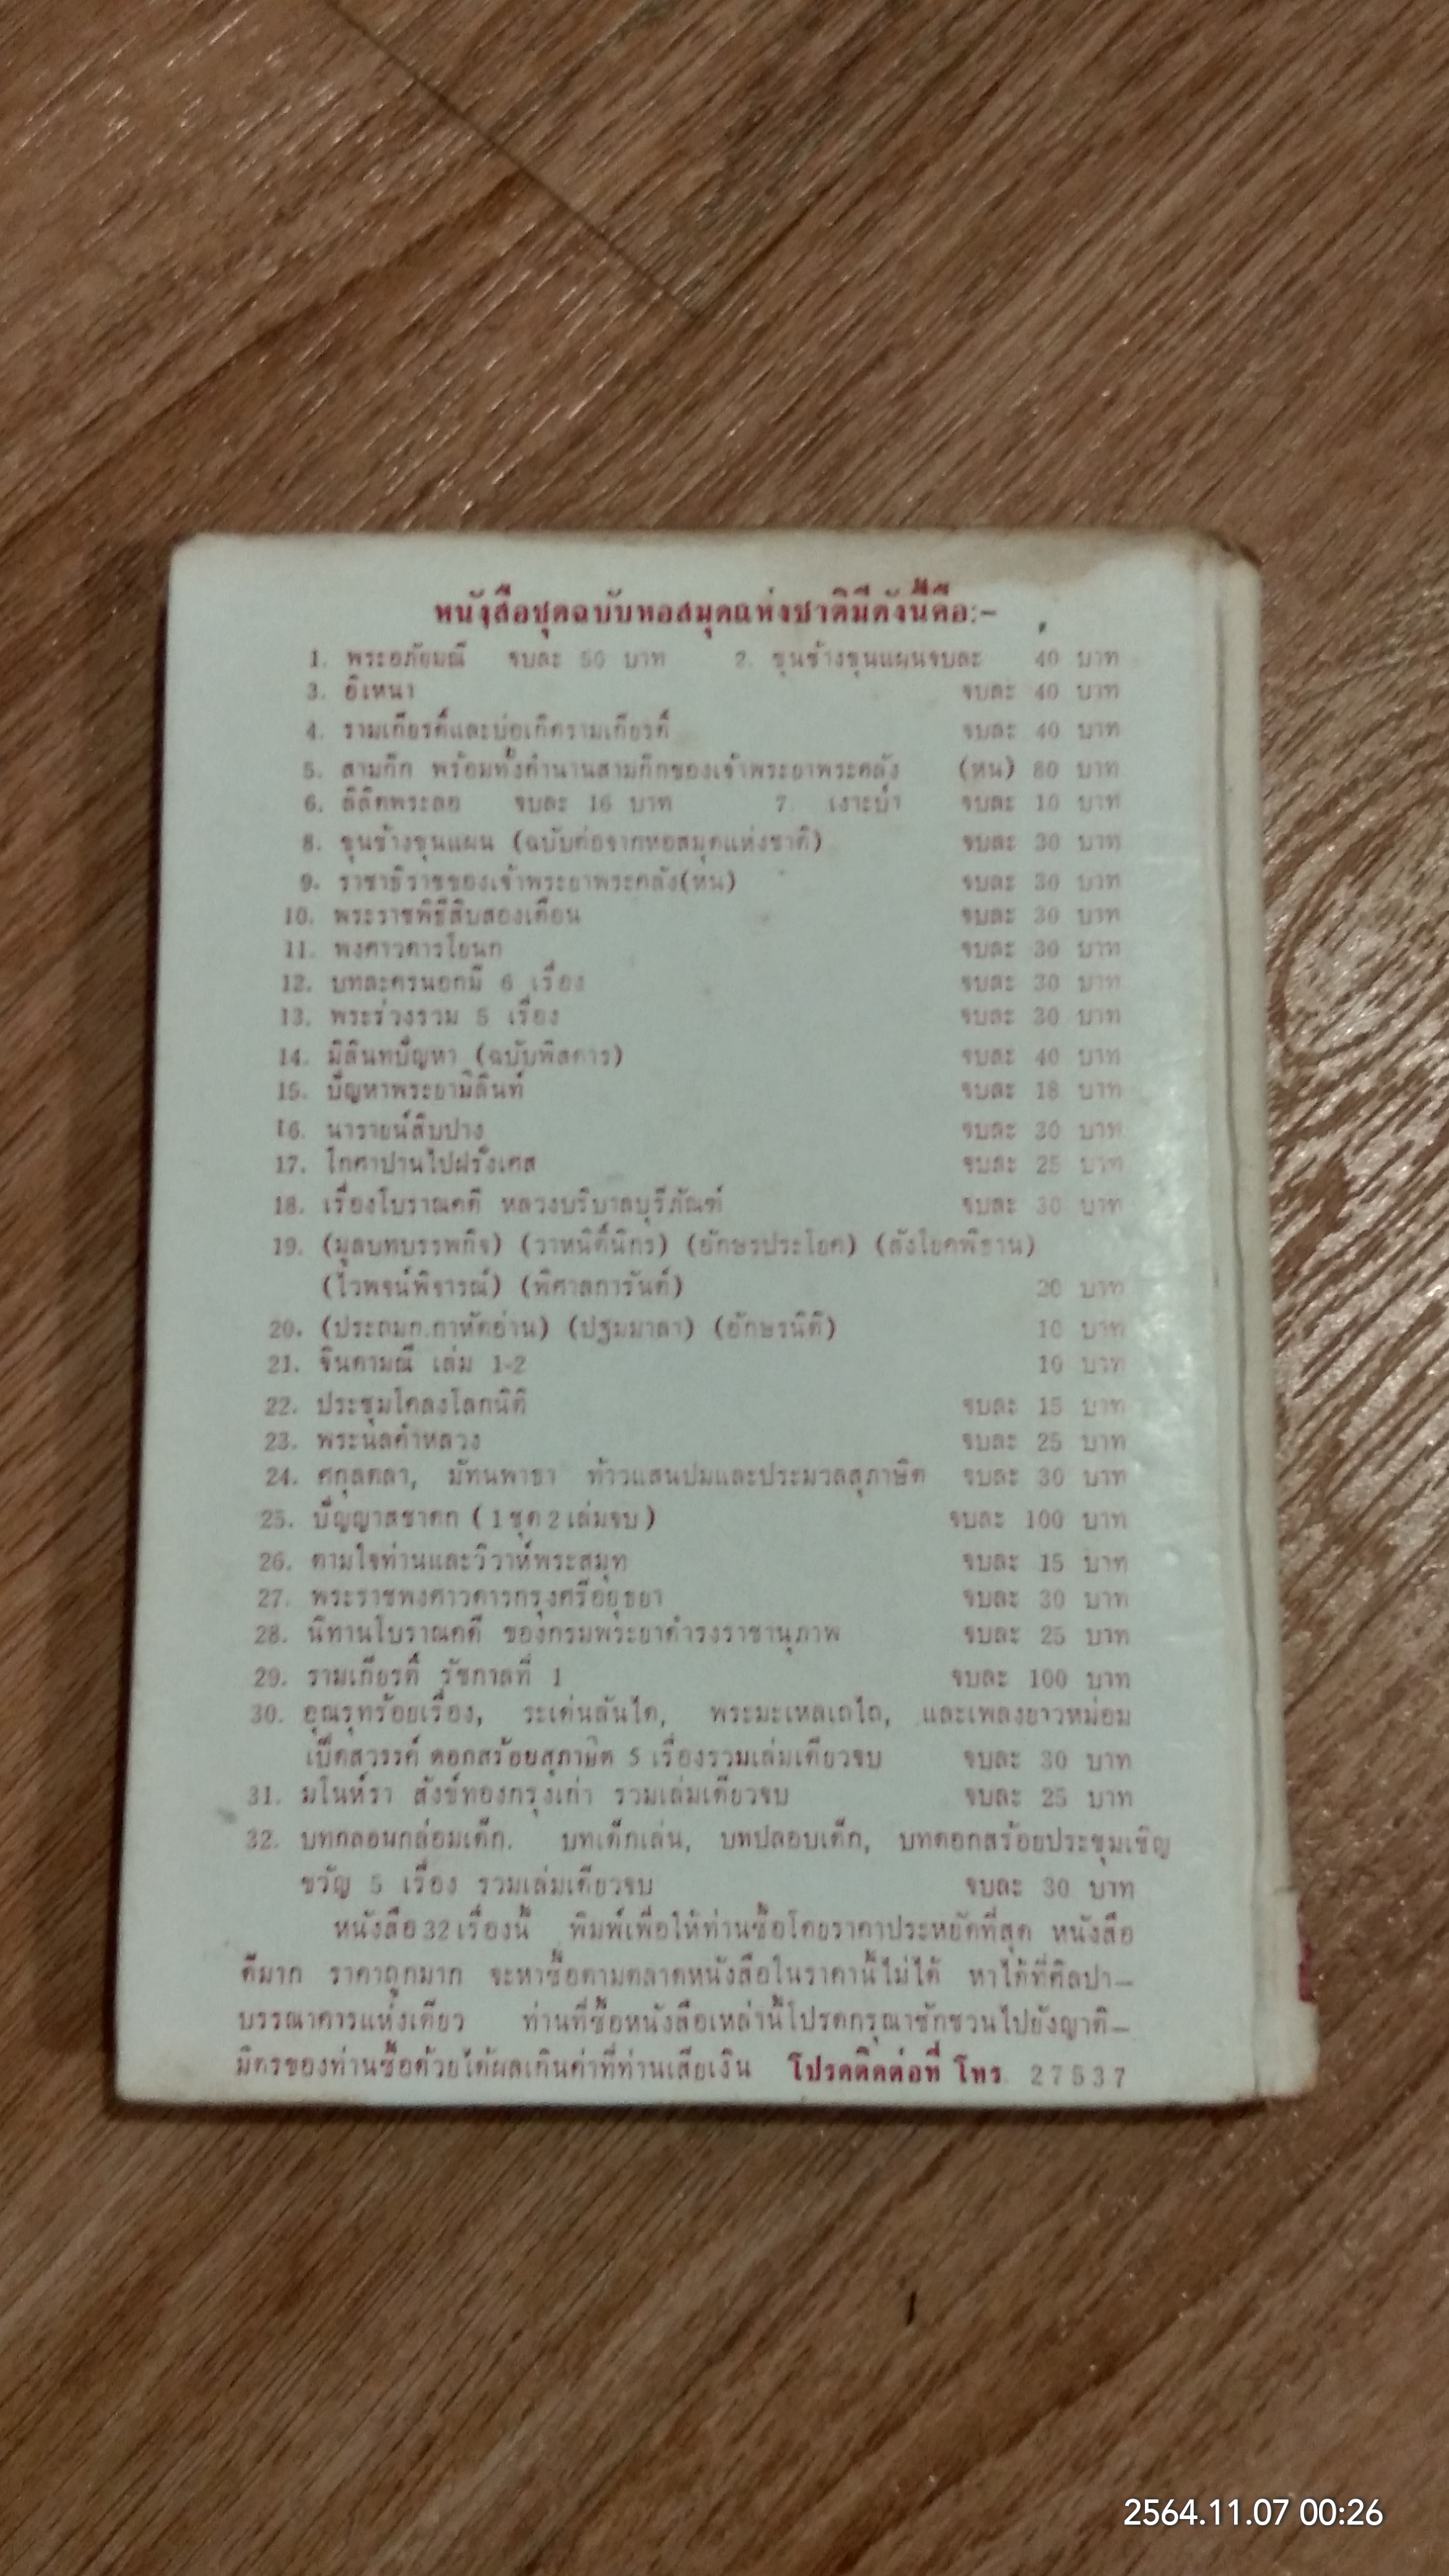 หนังสือชุดฉบับหอสมุดแห่งชาติมีดังนี้คือ:-
1. พระอภัยมณี จบละ 50 บาท 2. ขุนช้างขุนแผนจบละ 40 บาท
3. อิเหนา จบละ 40 บาท
4. รามเกียรติ์และบ่อเกิดรามเกียรติ์ จบละ 40 บาท
5. สามก๊ก พร้อมทั้งตำนานสามก๊กของเจ้าพระยาพระคลัง (หน) 80 บาท
6. ลิลิตพระลอ จบละ 16 บาท 7. เงาะป่า จบละ 10 บาท
8. ขุนช้างขุนแผน (ฉบับต่อจากหอสมุดแห่งชาติ) จบละ 30 บาท
9. ราชาธิราชของเจ้าพระยาพระคลัง(หน) จบละ 30 บาท
10. พระราชพิธีสิบสองเดือน จบละ 30 บาท
11. พงศาวดารโยนก จบละ 30 บาท
12. บทละครนอกมี 6 เรื่อง จบละ 30 บาท
13. พระร่วงรวม 5 เรื่อง จบละ 30 บาท
14. มิลินทปัญหา (ฉบับพิสดาร) จบละ 40 บาท
15. ปัญหาพระยามิลินท์ จบละ 18 บาท
16. นารายน์สิบปาง จบละ 30 บาท
17. โกศาปานไปฝรั่งเศส จบละ 25 บาท
18. เรื่องโบราณคดี หลวงบริบาลบุรีภัณฑ์ จบละ 30 บาท
19. (มูลบทบรรพกิจ) (วาหนิติ์นิกร) (อักษรประโยค) (สังโยคพิธาน)
(ไวพจน์พิจารณ์) (พิศาลการันต์) 20 บาท
20. (ประถมก.กาหัดอ่าน) (ปฐมมาลา) (อักษรนิติ) 10 บาท
21. จินดามณี เล่ม 1-2 10 บาท
22. ประชุมโคลงโลกนิติ จบละ 15 บาท
23. พระนลคำหลวง จบละ 25 บาท
24. ศกุลตลา, มัทนพาธา ท้าวแสนปมและประมวลสุภาษิต จบละ 30 บาท
25. ปัญญาสชาดก (1 ชุด 2 เล่มจบ) จบละ 100 บาท
26. ตามใจท่านและวิวาห์พระสมุท จบละ 15 บาท
27. พระราชพงศาวดารกรุงศรีอยุธยา จบละ 30 บาท
28. นิทานโบราณคดี ของกรมพระยาดำรงราชานุภาพ จบละ 25 บาท
29. รามเกียรติ์ รัชกาลที่ 1 จบละ 100 บาท
30. อุณรุทร้อยเรื่อง, ระเด่นลันได, พระมะเหลเถไถ, และเพลงยาวหม่อม
เป็ดสวรรค์ ดอกสร้อยสุภาษิต 5 เรื่องรวมเล่มเดียวจบ จบละ 30 บาท
31. มโนห์รา สังข์ทองกรุงเก่า รวมเล่มเดียวจบ จบละ 25 บาท
32. บทกลอนกล่อมเด็ก. บทเด็กเล่น, บทปลอบเด็ก, บทดอกสร้อยประชุมเชิญ
ขวัญ 5 เรื่อง รวมเล่มเดียวจบ จบละ 30 บาท
หนังสือ 32 เรื่องนี้ พิมพ์เพื่อให้ท่านซื้อโดยราคาประหยัดที่สุด หนังสือ
ดีมาก ราคาถูกมาก จะหาซื้อตามตลาดหนังสือในราคานี้ไม่ได้ หาได้ที่ศิลปา-
บรรณาคารแห่งเดียว ท่านที่ซื้อหนังสือเหล่านี้โปรดกรุณาชักชวนไปยังญาติ-
มิตรของท่านซื้อด้วยได้ผลเกินค่าที่ท่านเสียเงิน โปรดติดต่อที่ โทร 27537
2564.11.07 00:26